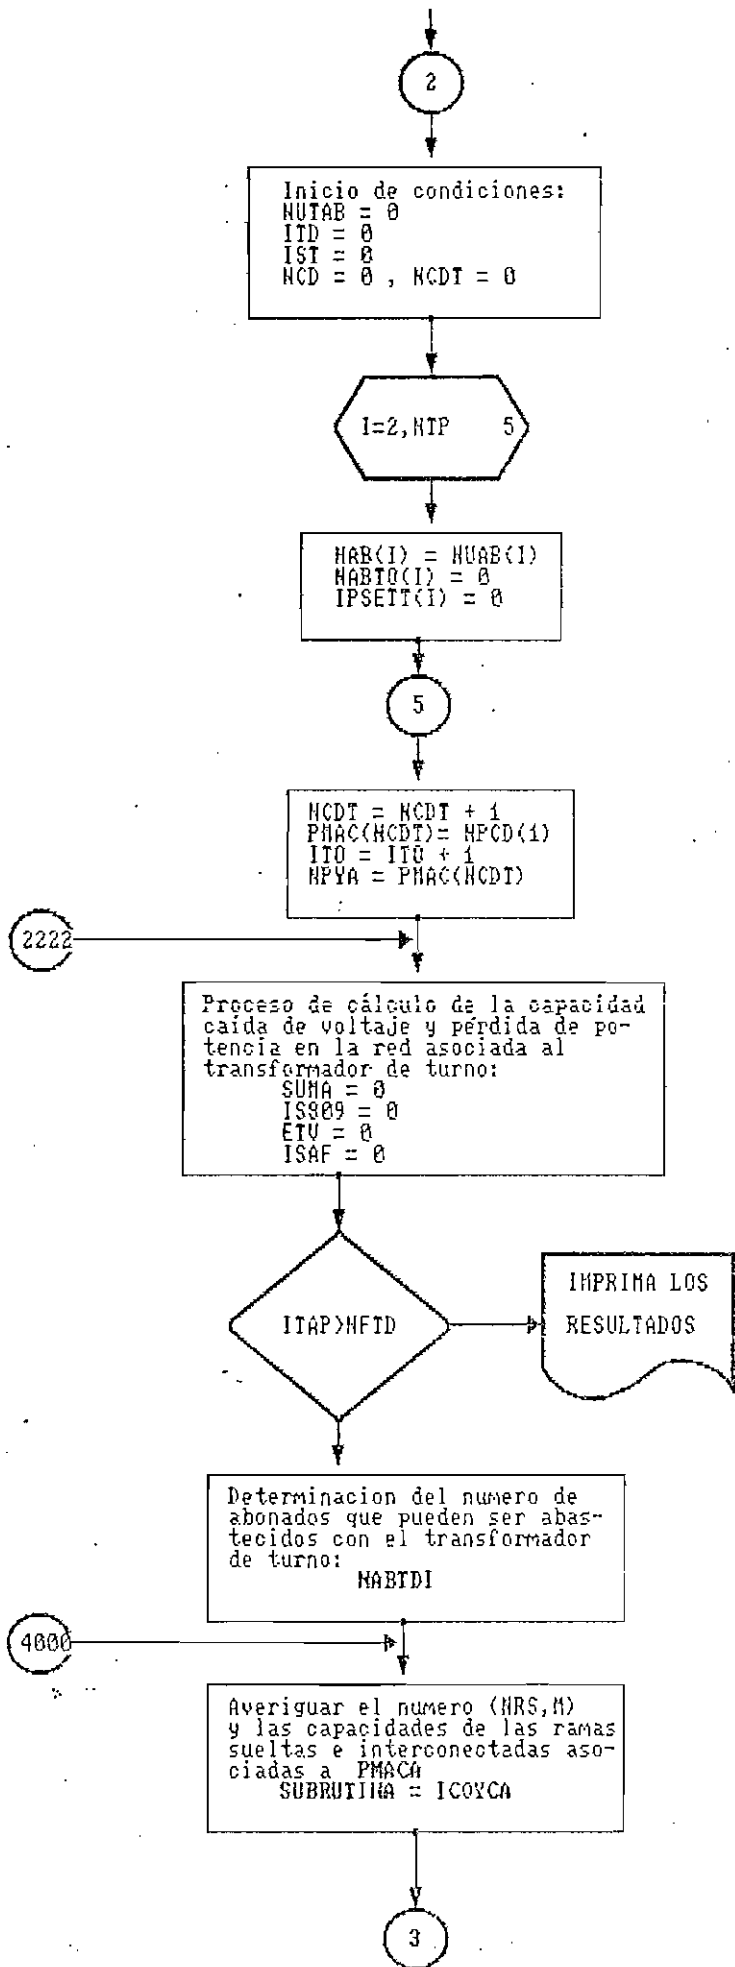 2
Inicio de condiciones:
NUTAB = 0
ITD = 0
IST = 0
NCD = 0 , NCDT = 0
I=2,NTP 5
NAB(I) = NUAB(I)
NABTO(I) = 0
IPSETT(I) = 0
5
NCDT = NCDT + 1
PMAC(NCDT)= NPCD(1)
ITO = ITO + 1
NPYA = PMAC(NCDT)
2222
Proceso de cálculo de la capacidad
caída de voltaje y pérdida de po-
tencia en la red asociada al
transformador de turno:
SUMA = 0
IS809 = 0
ETV = 0
ISAF = 0
ITAP>NFTD
IMPRIMA LOS
RESULTADOS
Determinacion del numero de
abonados que pueden ser abas-
tecidos con el transformador
de turno:
NABTDI
4000
Averiguar el numero (NRS,M)
y las capacidades de las ramas
sueltas e interconectadas aso-
ciadas a PMACA
SUBRUTINA = ICOYCA
3